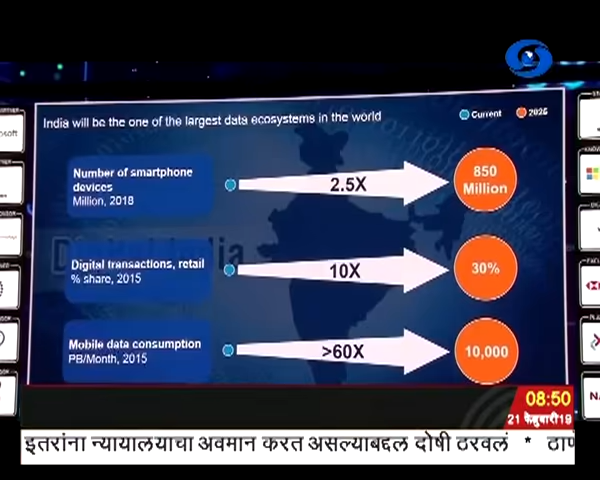 India will be the one of the largest data ecosystems in the world
Current
2025
Number of smartphone
devices
Million, 2018
2.5X
850
Million
Digital transactions, retail
% share, 2015
10X
30%
Mobile data consumption
PB/Month, 2015
>60X
10,000
08:50
21 फेब्रुवारी19
इतरांना न्यायालयाचा अवमान करत असल्याबद्दल दोषी ठरवलं * ठाण